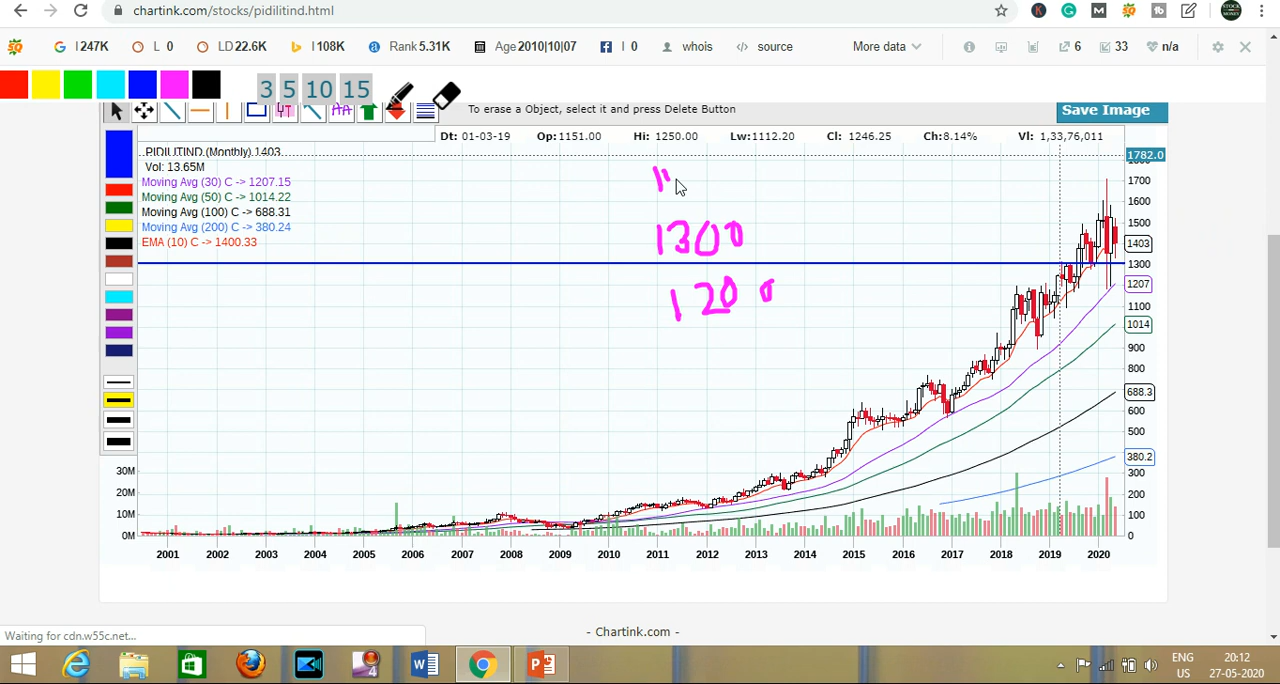 chartink.com/stocks/pidilitind.html
I 247K L 0 LD 22.6K I 108K Rank 5.31K Age 2010|10|07 I 0 whois source More data 6 33 n/a
3 5 10 15
To erase a Object, select it and press Delete Button Save Image
Dt: 01-03-19 Op:1151.00 Hi: 1250.00 Lw:1112.20 Cl: 1246.25 Ch:8.14% Vl: 1,33,76,011
PIDILITIND (Monthly) 1403
Vol: 13.65M
Moving Avg (30) C -> 1207.15
Moving Avg (50) C -> 1014.22
Moving Avg (100) C -> 688.31
Moving Avg (200) C -> 380.24
EMA (10) C -> 1400.33
1300
1200
1782.0
1700
1600
1500
1403
1300
1207
1100
1014
900
800
688.3
600
500
380.2
300
200
100
0
30M
20M
10M
0M
2001 2002 2003 2004 2005 2006 2007 2008 2009 2010 2011 2012 2013 2014 2015 2016 2017 2018 2019 2020
- Chartink.com -
Waiting for cdn.w55c.net...
ENG 20:12
US 27-05-2020